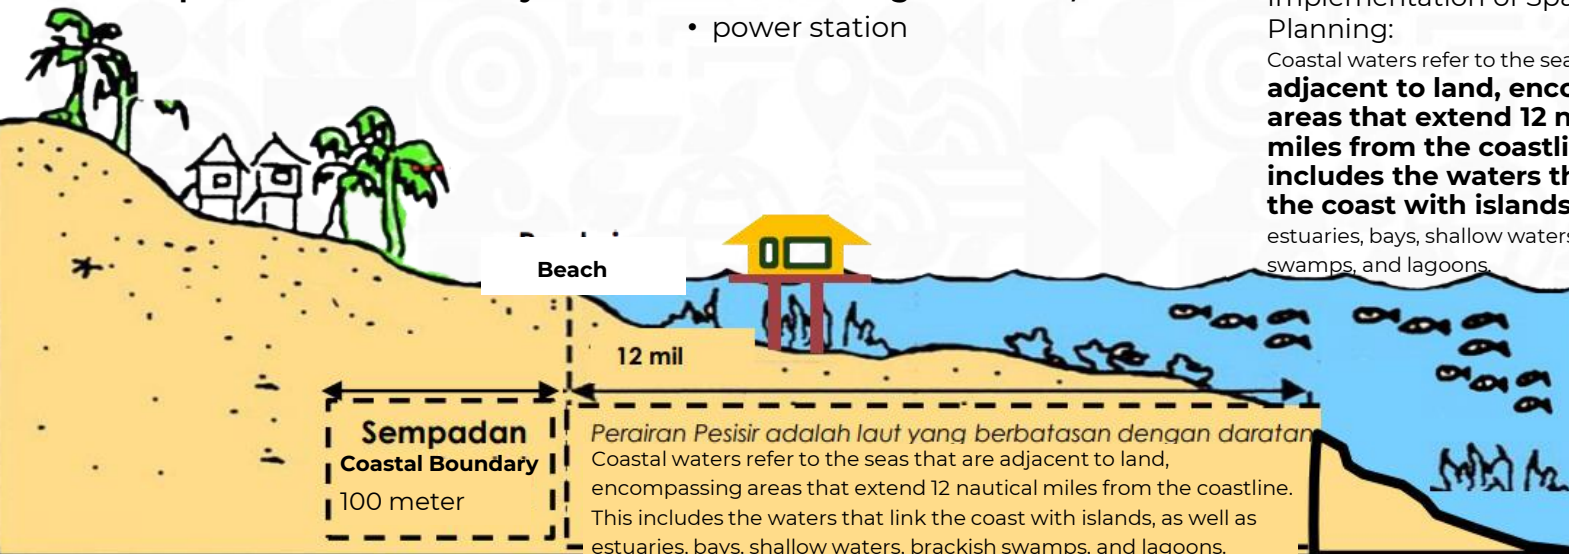 • power station
Planning:
Coastal waters refer to the sea
adjacent to land, enco
areas that extend 12 n
miles from the coastli
includes the waters th
the coast with islands
estuaries, bays, shallow waters
swamps, and lagoons.
Beach
12 mil
Sempadan
Coastal Boundary
100 meter
Perairan Pesisir adalah laut yang berbatasan dengan daratan
Coastal waters refer to the seas that are adjacent to land,
encompassing areas that extend 12 nautical miles from the coastline.
This includes the waters that link the coast with islands, as well as
estuaries, bays, shallow waters, brackish swamps, and lagoons.